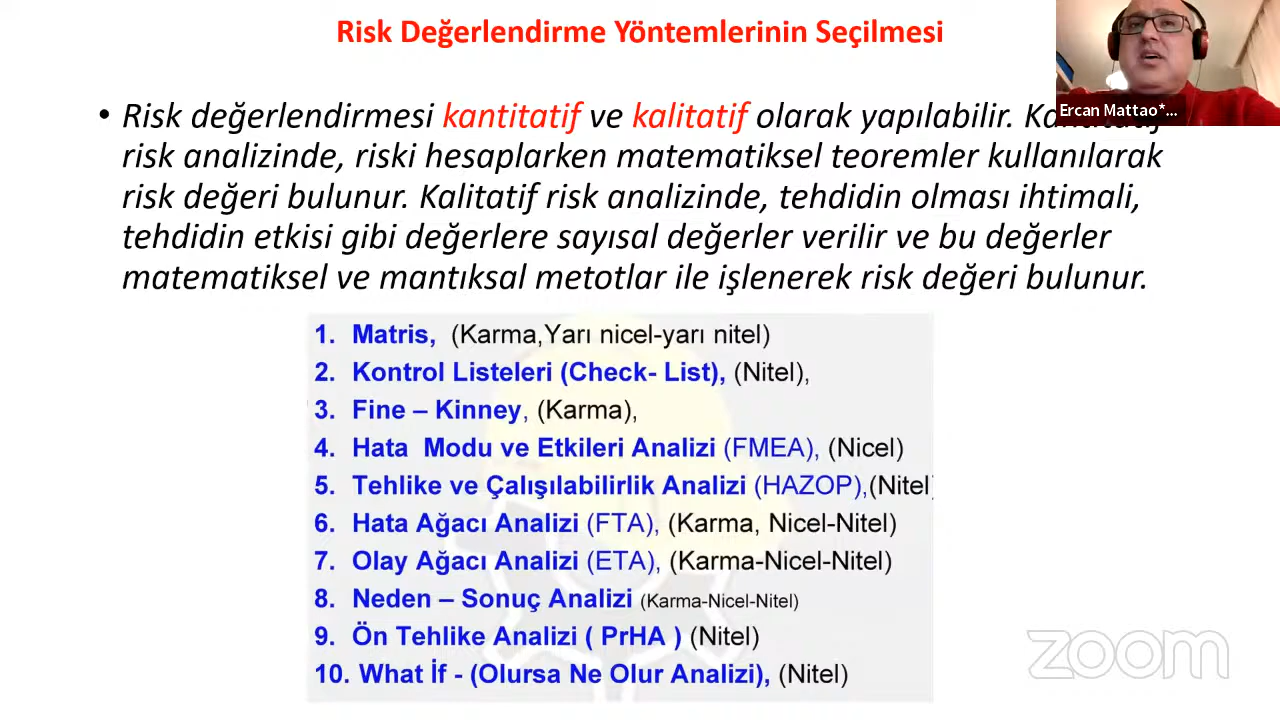 Risk Değerlendirme Yöntemlerinin Seçilmesi
Ercan Mattao*...
• Risk değerlendirmesi kantitatif ve kalitatif olarak yapılabilir.
risk analizinde, riski hesaplarken matematiksel teoremler kullanılarak
risk değeri bulunur. Kalitatif risk analizinde, tehdidin olması ihtimali,
tehdidin etkisi gibi değerlere sayısal değerler verilir ve bu değerler
matematiksel ve mantıksal metotlar ile işlenerek risk değeri bulunur.
1. Matris, (Karma,Yarı nicel-yarı nitel)
2. Kontrol Listeleri (Check- List), (Nitel),
3. Fine – Kinney, (Karma),
4. Hata Modu ve Etkileri Analizi (FMEA), (Nicel)
5. Tehlike ve Çalışılabilirlik Analizi (HAZOP),(Nitel)
6. Hata Ağacı Analizi (FTA), (Karma, Nicel-Nitel)
7. Olay Ağacı Analizi (ETA), (Karma-Nicel-Nitel)
8. Neden – Sonuç Analizi (Karma-Nicel-Nitel)
9. Ön Tehlike Analizi ( PrHA ) (Nitel)
10. What İf - (Olursa Ne Olur Analizi), (Nitel)
zoom